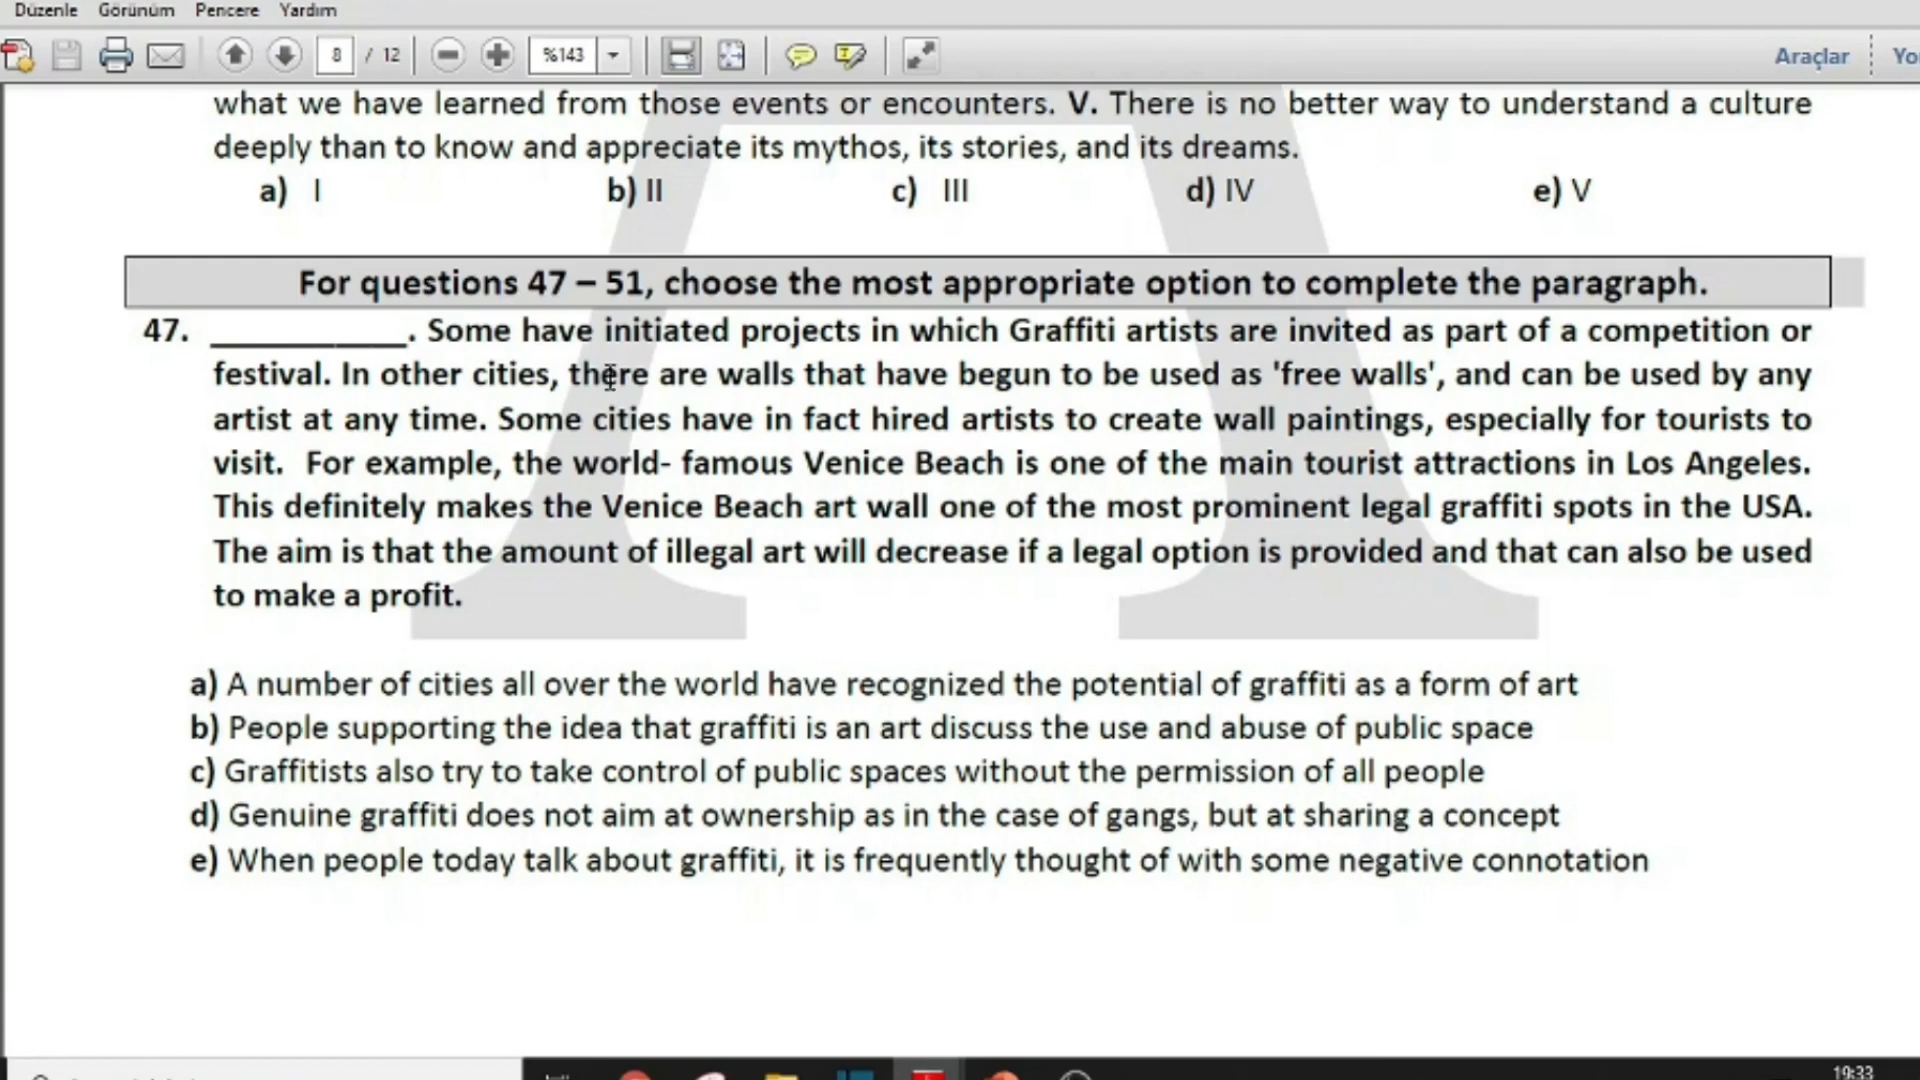 Düzenle Görünüm Pencere Yardım
8 / 12 %143 Araçlar
what we have learned from those events or encounters. V. There is no better way to understand a culture
deeply than to know and appreciate its mythos, its stories, and its dreams.
a) I b) II c) III d) IV e) V
For questions 47 – 51, choose the most appropriate option to complete the paragraph.
47. ___________. Some have initiated projects in which Graffiti artists are invited as part of a competition or
festival. In other cities, there are walls that have begun to be used as 'free walls', and can be used by any
artist at any time. Some cities have in fact hired artists to create wall paintings, especially for tourists to
visit. For example, the world- famous Venice Beach is one of the main tourist attractions in Los Angeles.
This definitely makes the Venice Beach art wall one of the most prominent legal graffiti spots in the USA.
The aim is that the amount of illegal art will decrease if a legal option is provided and that can also be used
to make a profit.
a) A number of cities all over the world have recognized the potential of graffiti as a form of art
b) People supporting the idea that graffiti is an art discuss the use and abuse of public space
c) Graffitists also try to take control of public spaces without the permission of all people
d) Genuine graffiti does not aim at ownership as in the case of gangs, but at sharing a concept
e) When people today talk about graffiti, it is frequently thought of with some negative connotation
19:33